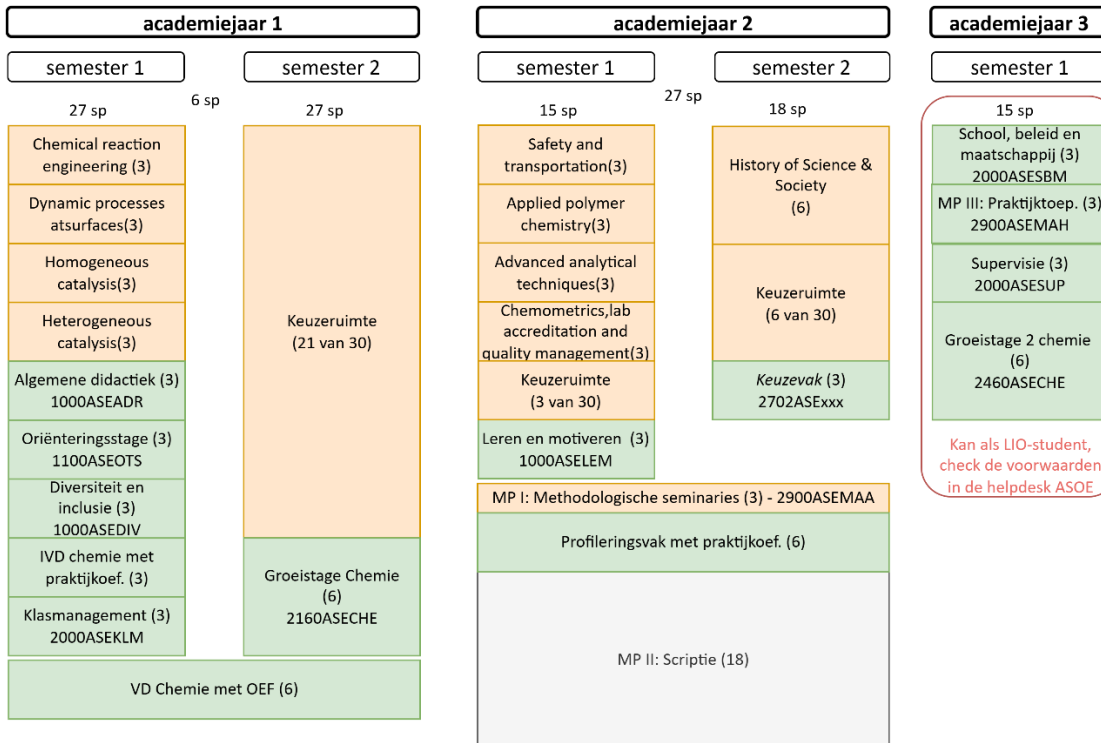 academiejaar 1
academiejaar 2
academiejaar 3
semester 1
semester 2
semester 1
semester 2
semester 1
27 sp
6 sp
27 sp
15 sp
27 sp
18 sp
15 sp
Chemical reaction
engineering (3)
Dynamic processes
atsurfaces(3)
Homogeneous
catalysis(3)
Heterogeneous
catalysis(3)
Algemene didactiek (3)
1000ASEADR
Oriënteringsstage (3)
1100ASEOTS
Diversiteit en
inclusie (3)
1000ASEDIV
IVD chemie met
praktijkoef. (3)
Klasmanagement (3)
2000ASEKLM
Keuzeruimte
(21 van 30)
Groeistage Chemie
(6)
2160ASECHE
VD Chemie met OEF (6)
Safety and
transportation(3)
Applied polymer
chemistry(3)
Advanced analytical
techniques(3)
Chemometrics,lab
accreditation and
quality management(3)
Keuzeruimte
(3 van 30)
Leren en motiveren (3)
1000ASELEM
History of Science &
Society
(6)
Keuzeruimte
(6 van 30)
Keuzevak (3)
2702ASExxx
MP I: Methodologische seminaries (3) - 2900ASEMAA
Profileringsvak met praktijkoef. (6)
MP II: Scriptie (18)
School, beleid en
maatschappij (3)
2000ASESBM
MP III: Praktijktoep. (3)
2900ASEMAH
Supervisie (3)
2000ASESUP
Groeistage 2 chemie
(6)
2460ASECHE
Kan als LIO-student,
check de voorwaarden
in de helpdesk ASOE